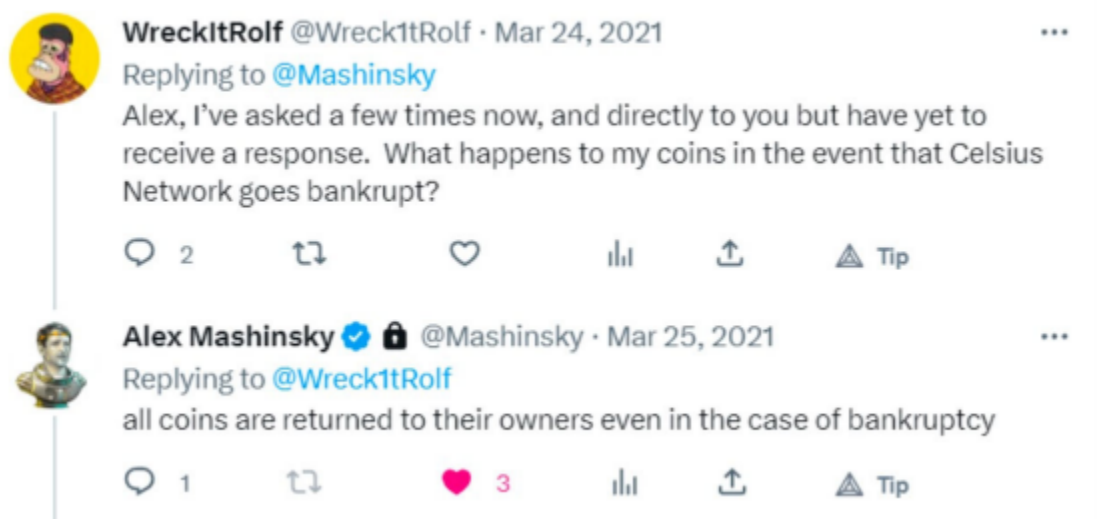 WreckItRolf @Wreck1tRolf · Mar 24, 2021
Replying to @Mashinsky
Alex, I’ve asked a few times now, and directly to you but have yet to
receive a response.  What happens to my coins in the event that Celsius
Network goes bankrupt?
2 Tip
Alex Mashinsky @Mashinsky · Mar 25, 2021
Replying to @Wreck1tRolf
all coins are returned to their owners even in the case of bankruptcy
1 3 Tip